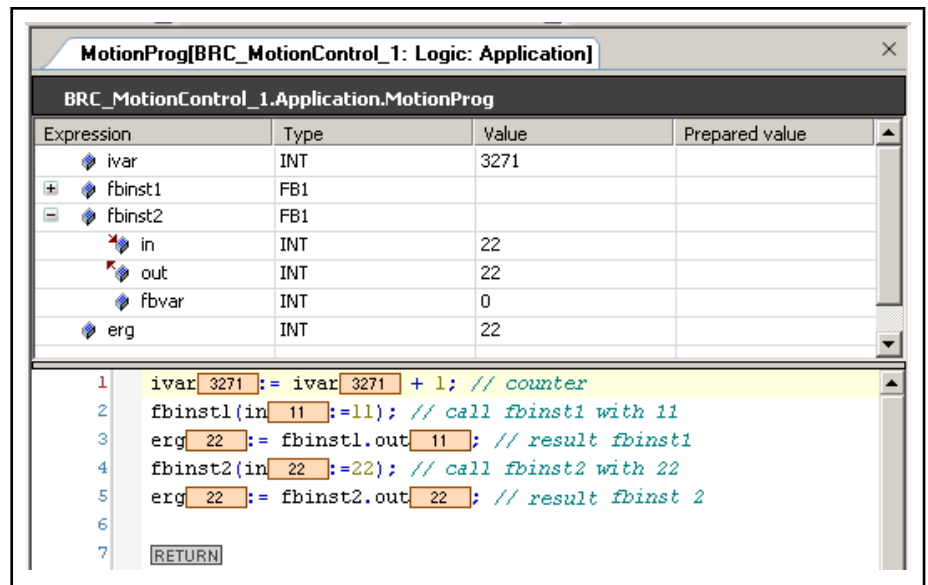 MotionProg[BRC_MotionControl_1: Logic: Application]
BRC_MotionControl_1.Application.MotionProg
Expression Type Value Prepared value
ivar INT 3271
fbinst1 FB1
fbinst2 FB1
in INT 22
out INT 22
fbvar INT 0
erg INT 22
1 ivar 3271 := ivar 3271 + 1; // counter
2 fbinst1(in 11 :=11); // call fbinst1 with 11
3 erg 22 := fbinst1.out 11 ; // result fbinst1
4 fbinst2(in 22 :=22); // call fbinst2 with 22
5 erg 22 := fbinst2.out 22 ; // result fbinst 2
6
7 RETURN